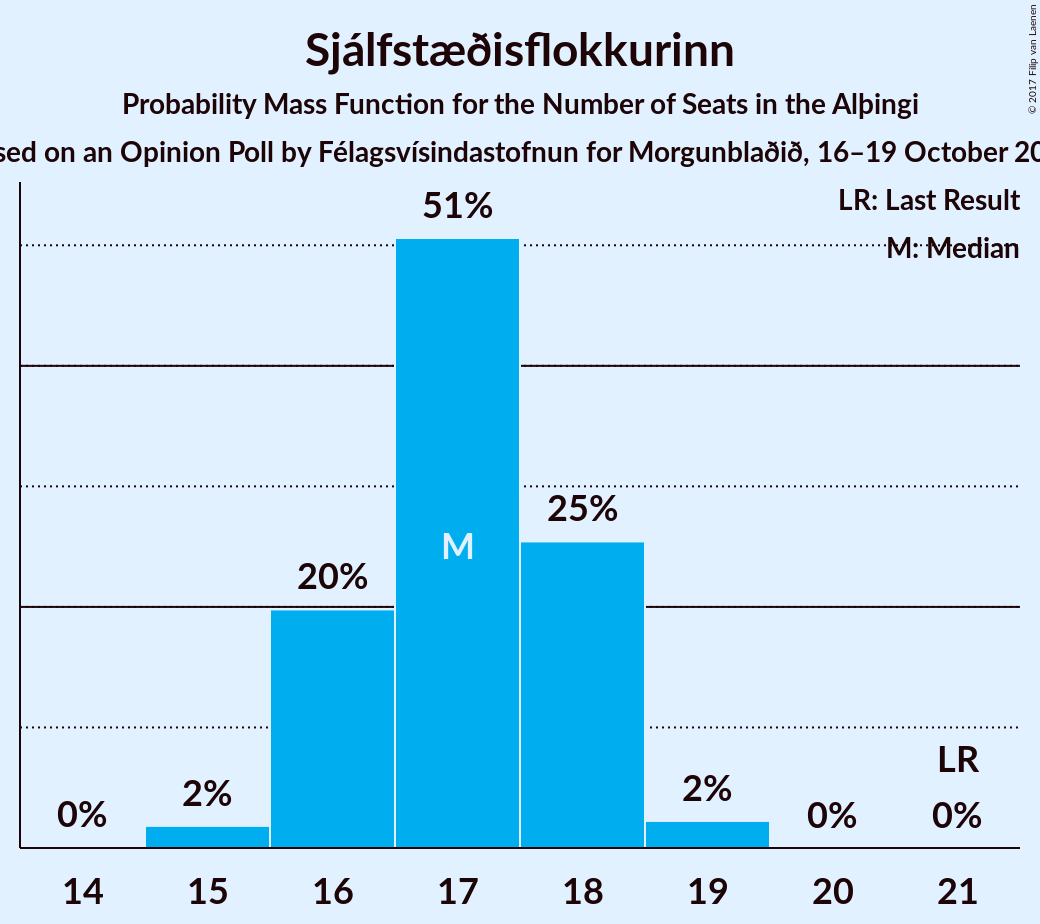 Sjálfstæðisflokkurinn
Probability Mass Function for the Number of Seats in the Alþingi
sed on an Opinion Poll by Félagsvísindastofnun for Morgunblaðið, 16–19 October 20
© 2017 Filip van Laenen
LR: Last Result
M: Median
51%
25%
M
20%
LR
2%
2%
0%
0%
0%
14 15 16 17 18 19 20 21